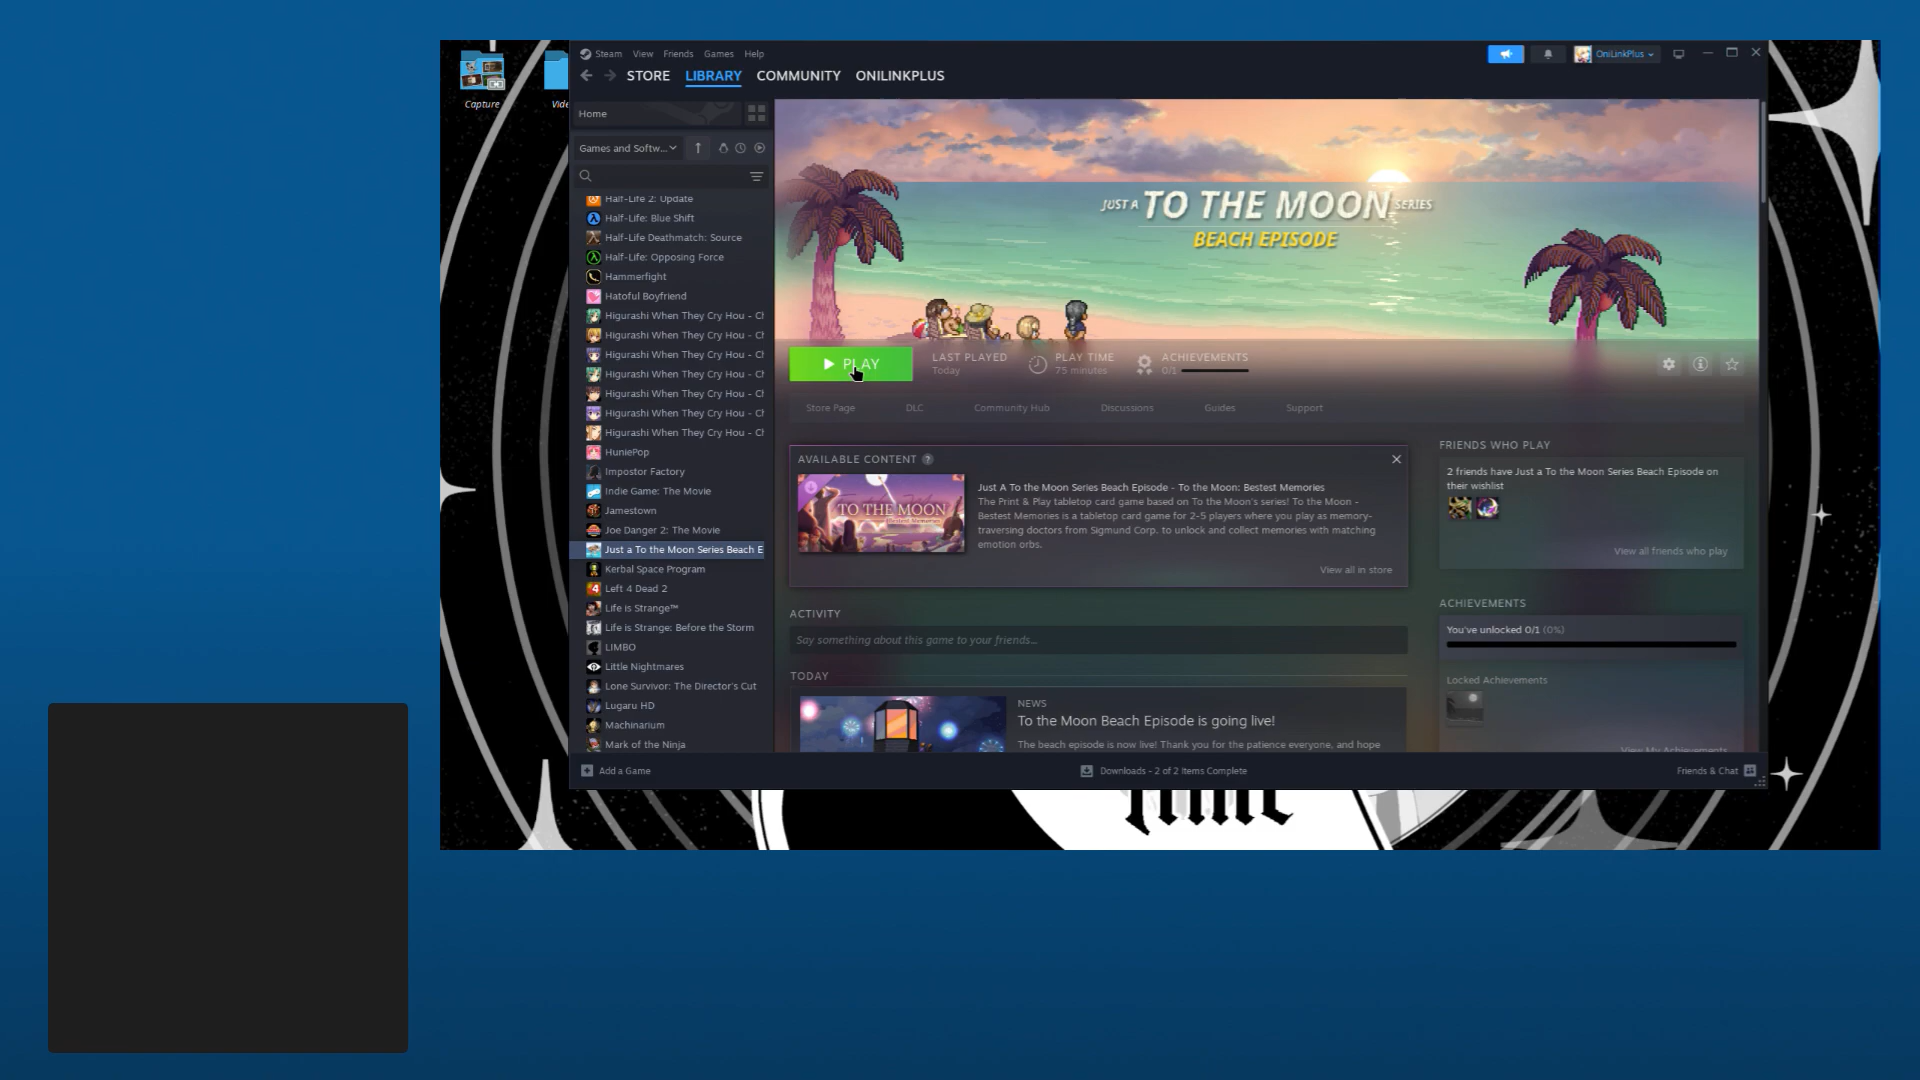 Capture
Steam View Friends Games Help
OniLinkPlus
STORE LIBRARY COMMUNITY ONILINKPLUS
Home
Games and Softw...
Half-Life 2: Update
Half-Life: Blue Shift
Half-Life Deathmatch: Source
Half-Life: Opposing Force
Hammerfight
Hatoful Boyfriend
Higurashi When They Cry Hou - Ch
Higurashi When They Cry Hou - Ch
Higurashi When They Cry Hou - Ch
Higurashi When They Cry Hou - Ch
Higurashi When They Cry Hou - Ch
Higurashi When They Cry Hou - Ch
Higurashi When They Cry Hou - Ch
HuniePop
Impostor Factory
Indie Game: The Movie
Jamestown
Joe Danger 2: The Movie
Just a To the Moon Series Beach E
Kerbal Space Program
Left 4 Dead 2
Life is Strange™
Life is Strange: Before the Storm
LIMBO
Little Nightmares
Lone Survivor: The Director's Cut
Lugaru HD
Machinarium
Mark of the Ninja
JUST A TO THE MOON SERIES
BEACH EPISODE
PLAY
LAST PLAYED
Today
PLAY TIME
75 minutes
ACHIEVEMENTS
0/1
Store Page DLC Community Hub Discussions Guides Support
AVAILABLE CONTENT ?
TO THE MOON
Bestest Memories
Just A To the Moon Series Beach Episode - To the Moon: Bestest Memories
The Print & Play tabletop card game based on To the Moon's series! To the Moon -
Bestest Memories is a tabletop card game for 2-5 players where you play as memory-
traversing doctors from Sigmund Corp. to unlock and collect memories with matching
emotion orbs.
View all in store
ACTIVITY
Say something about this game to your friends...
TODAY
NEWS
To the Moon Beach Episode is going live!
The beach episode is now live! Thank you for the patience everyone, and hope
FRIENDS WHO PLAY
2 friends have Just a To the Moon Series Beach Episode on
their wishlist
View all friends who play
ACHIEVEMENTS
You've unlocked 0/1 (0%)
Locked Achievements
View My Achievements
Add a Game
Downloads - 2 of 2 Items Complete
Friends & Chat